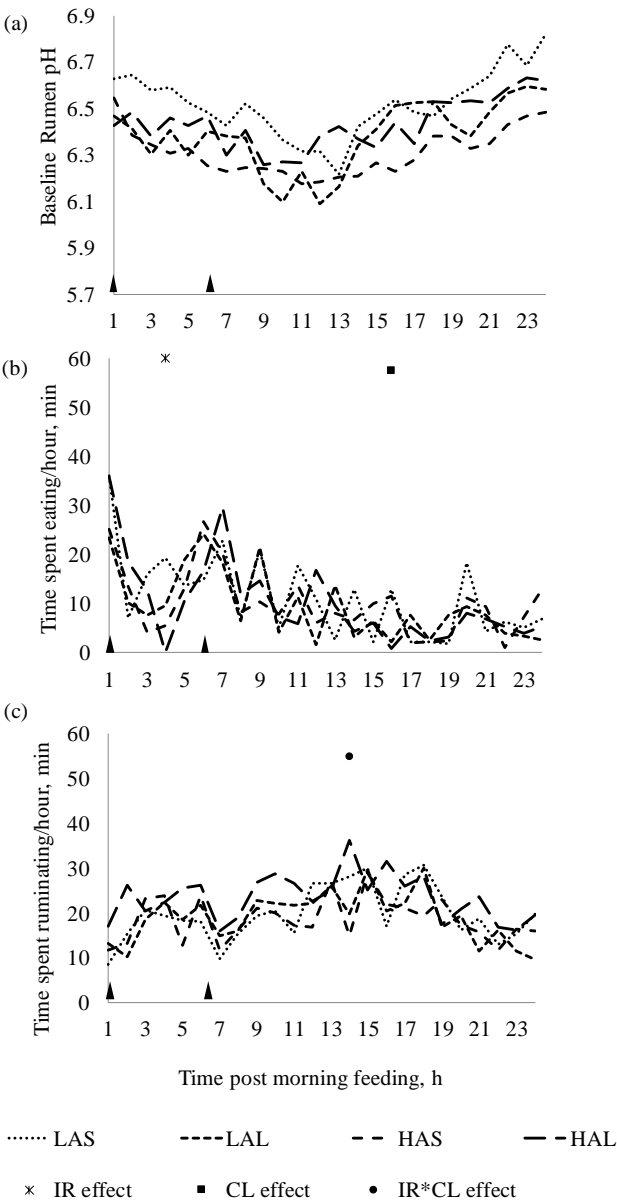 (a)
Baseline Rumen pH
6.9
6.7
6.5
6.3
6.1
5.9
5.7
1 3 5 7 9 11 13 15 17 19 21 23
(b)
Time spent eating/hour, min
60
50
40
30
20
10
0
1 3 5 7 9 11 13 15 17 19 21 23
(c)
Time spent ruminating/hour, min
60
50
40
30
20
10
0
1 3 5 7 9 11 13 15 17 19 21 23
Time post morning feeding, h
LAS LAL HAS HAL
IR effect CL effect IR*CL effect